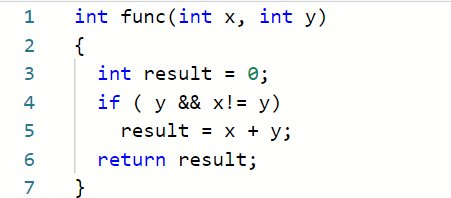 1 int func(int x, int y)
2 {
3 int result = 0;
4 if ( y && x!= y)
5 result = x + y;
6 return result;
7 }